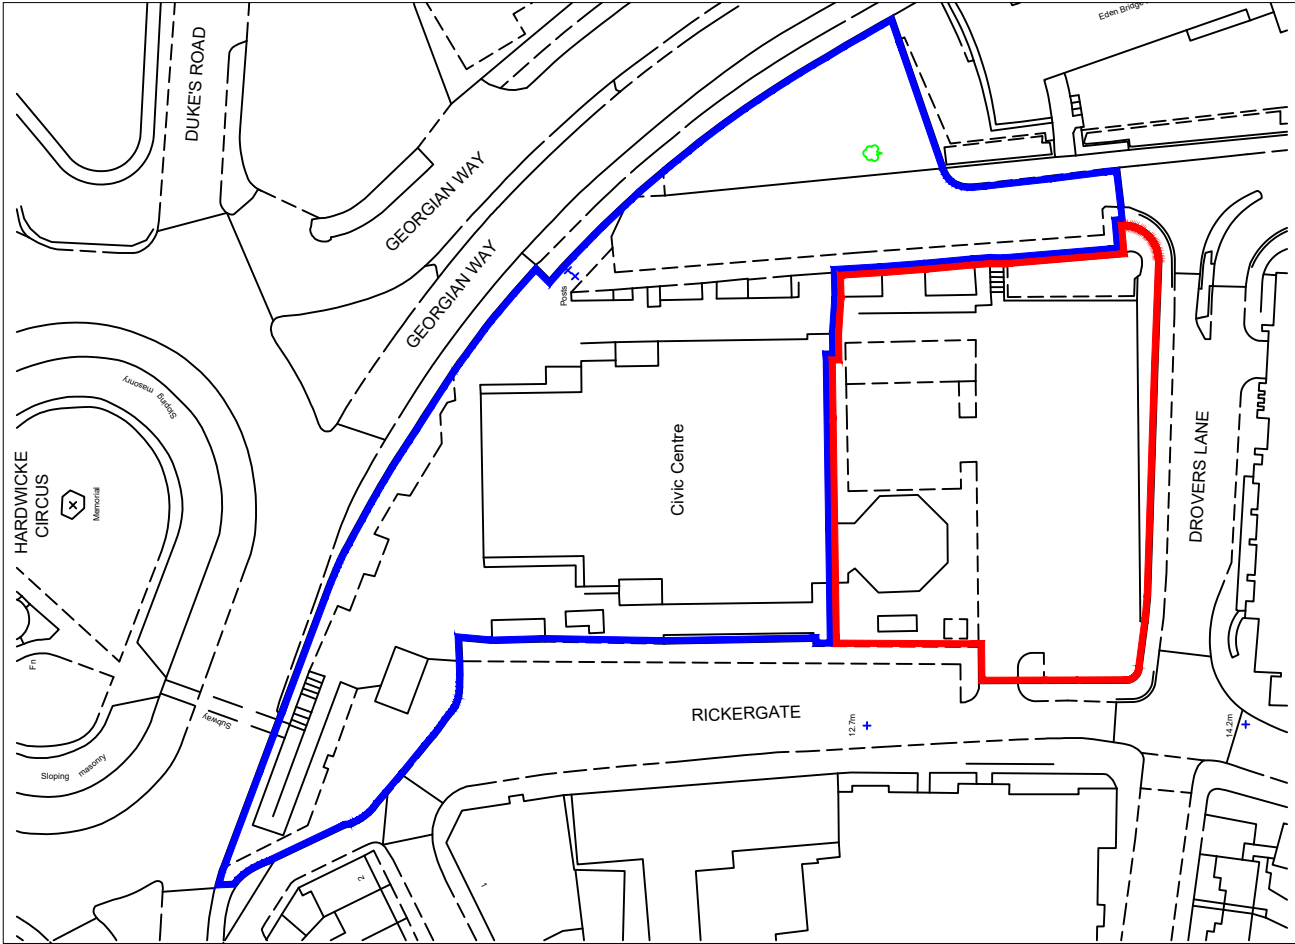 Eden Bridge
DUKE'S ROAD
GEORGIAN WAY
GEORGIAN WAY
Posts
Sloping masonry
HARDWICKE
CIRCUS
Memorial
Civic Centre
DROVERS LANE
Fn
Subway
RICKERGATE
12.7m
14.2m
Sloping masonry
2
1